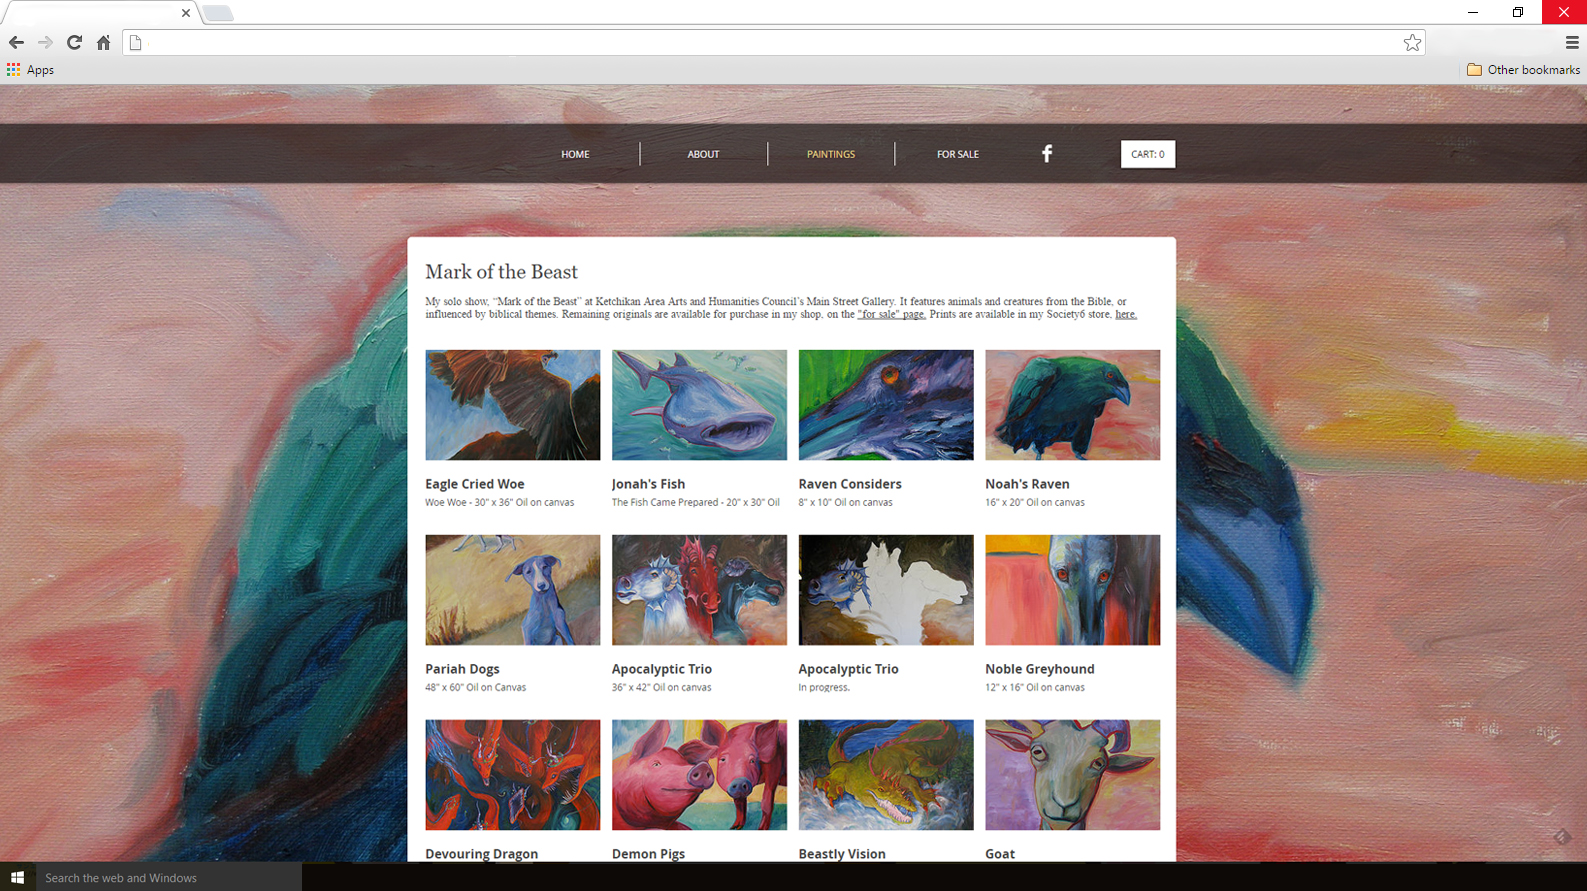 Apps
Other bookmarks
HOME
ABOUT
PAINTINGS
FOR SALE
CART: 0
Mark of the Beast
My solo show, “Mark of the Beast” at Ketchikan Area Arts and Humanities Council’s Main Street Gallery. It features animals and creatures from the Bible, or
influenced by biblical themes. Remaining originals are available for purchase in my shop, on the "for sale" page. Prints are available in my Society6 store, here.
Eagle Cried Woe
Woe Woe - 30" x 36" Oil on canvas
Jonah's Fish
The Fish Came Prepared - 20" x 30" Oil
Raven Considers
8" x 10" Oil on canvas
Noah's Raven
16" x 20" Oil on canvas
Pariah Dogs
48" x 60" Oil on Canvas
Apocalyptic Trio
36" x 42" Oil on canvas
Apocalyptic Trio
In progress.
Noble Greyhound
12" x 16" Oil on canvas
Devouring Dragon
Demon Pigs
Beastly Vision
Goat
Search the web and Windows